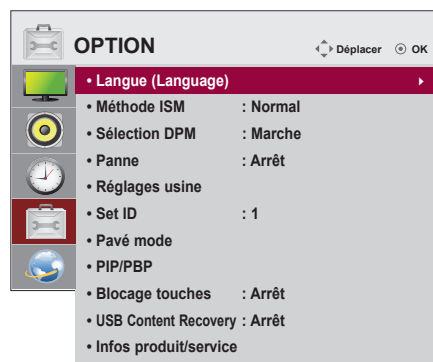 OPTION
Déplacer OK
• Langue (Language)
• Méthode ISM : Normal
• Sélection DPM : Marche
• Panne : Arrêt
• Réglages usine
• Set ID : 1
• Pavé mode
• PIP/PBP
• Blocage touches : Arrêt
• USB Content Recovery : Arrêt
• Infos produit/service